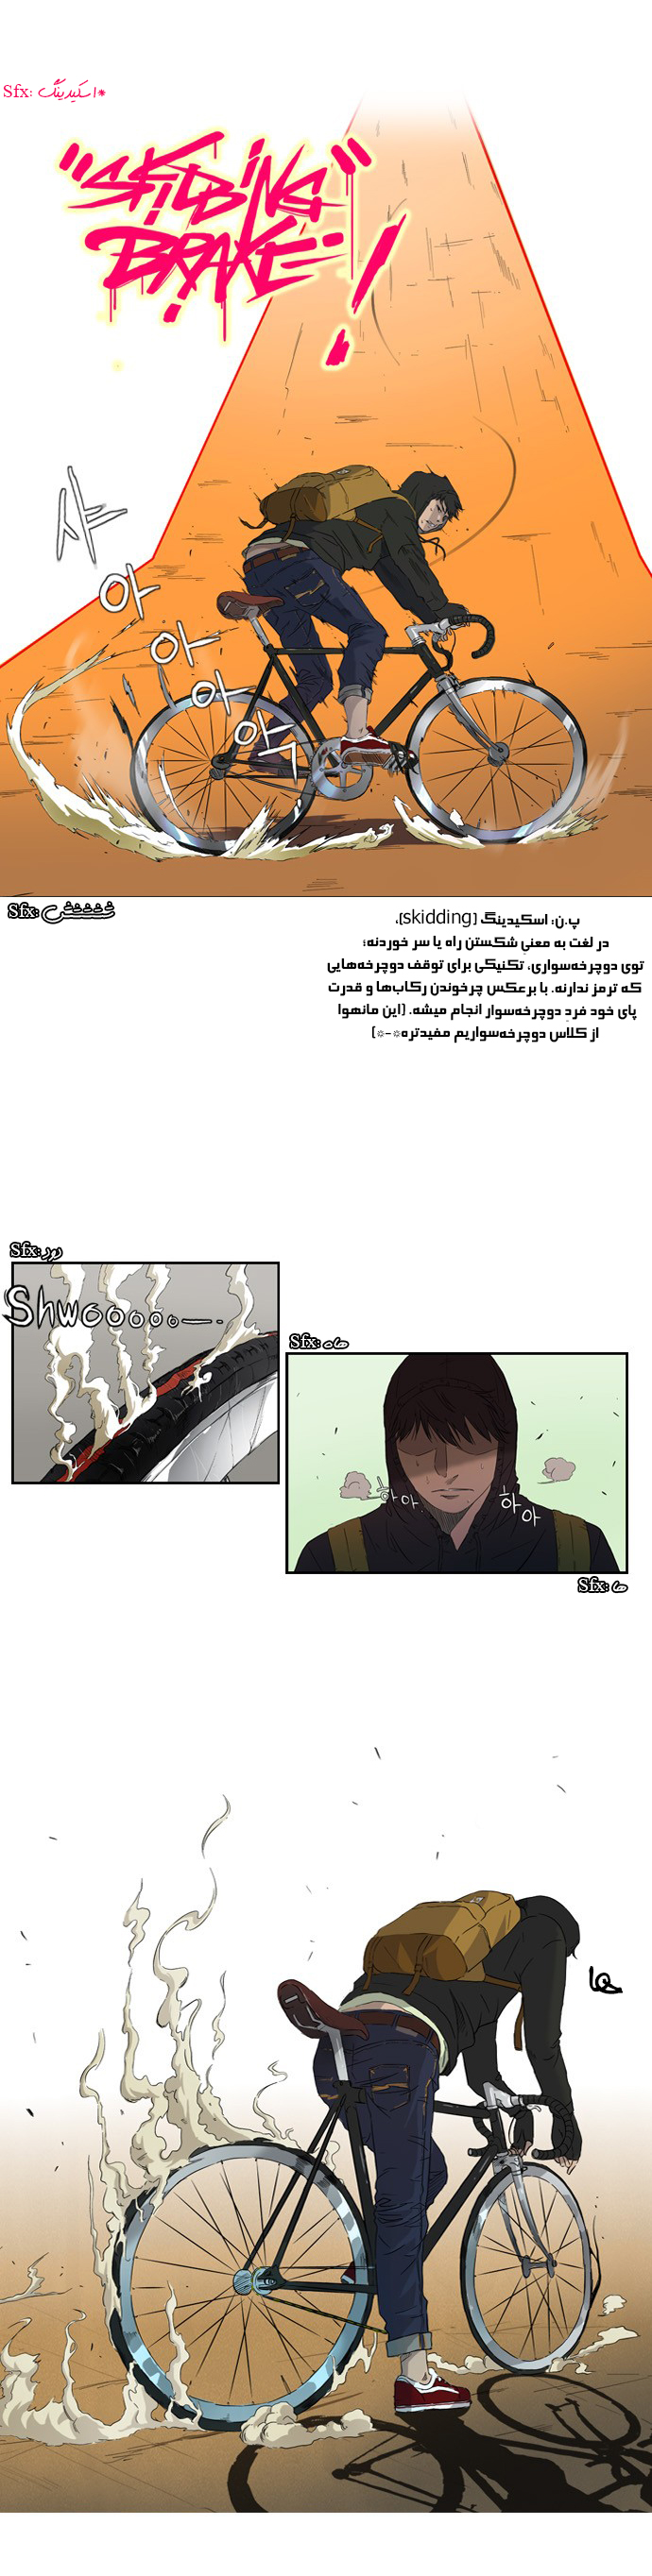 Sfx: اسکیدینگ*
"SKIDDING"
BRAKE!
샤
아
아
아
악
Sfx: شششش
پ.ن: اسکیدینگ (skidding)،
در لغت به معنیِ شکستن راه یا سر خوردنه؛
توی دوچرخه‌سواری، تکنیکی برای توقف دوچرخه‌هایی
که ترمز ندارنه. با برعکس چرخوندن رکاب‌ها و قدرت
پای خود فردِ دوچرخه‌سوار انجام میشه. (این مانهوا
از کلاس دوچرخه‌سواریم مفیدتره☼-☼)
Sfx: دود
Shwooooo—..
Sfx: هاه
하아
하아
Sfx: ها
ها